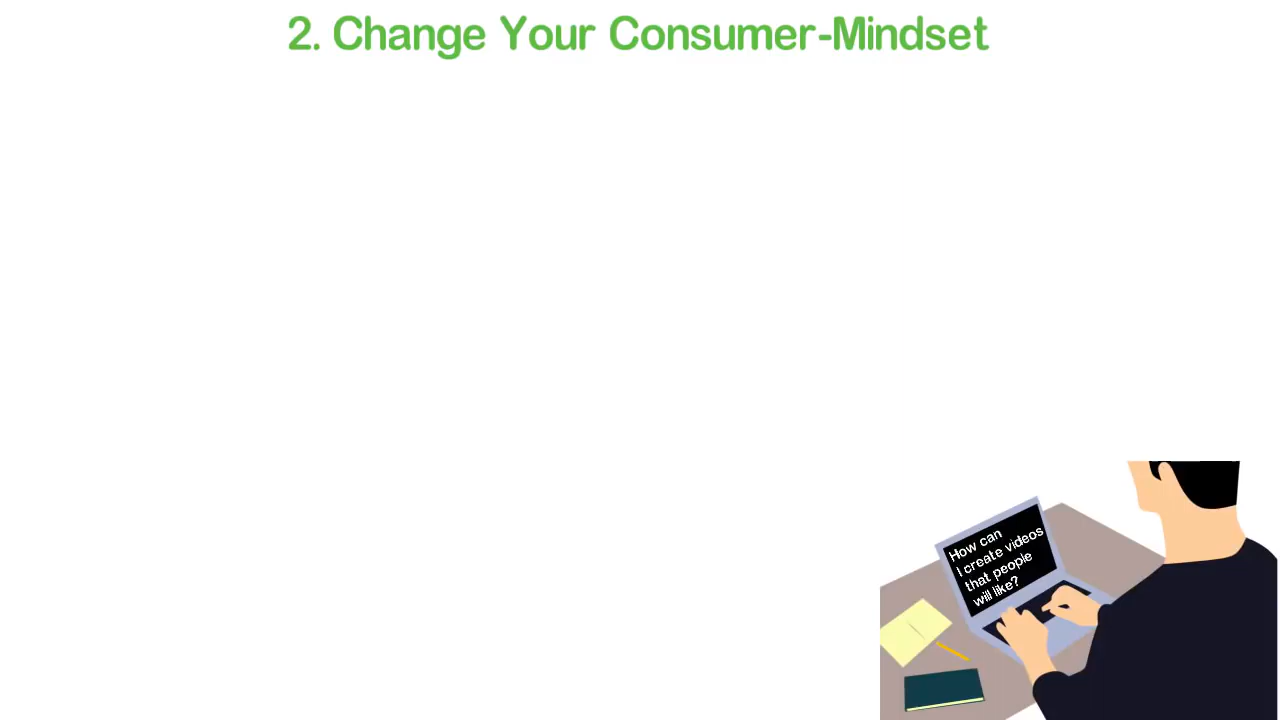 2. Change Your Consumer-Mindset
How can
I create videos
that people
will like?